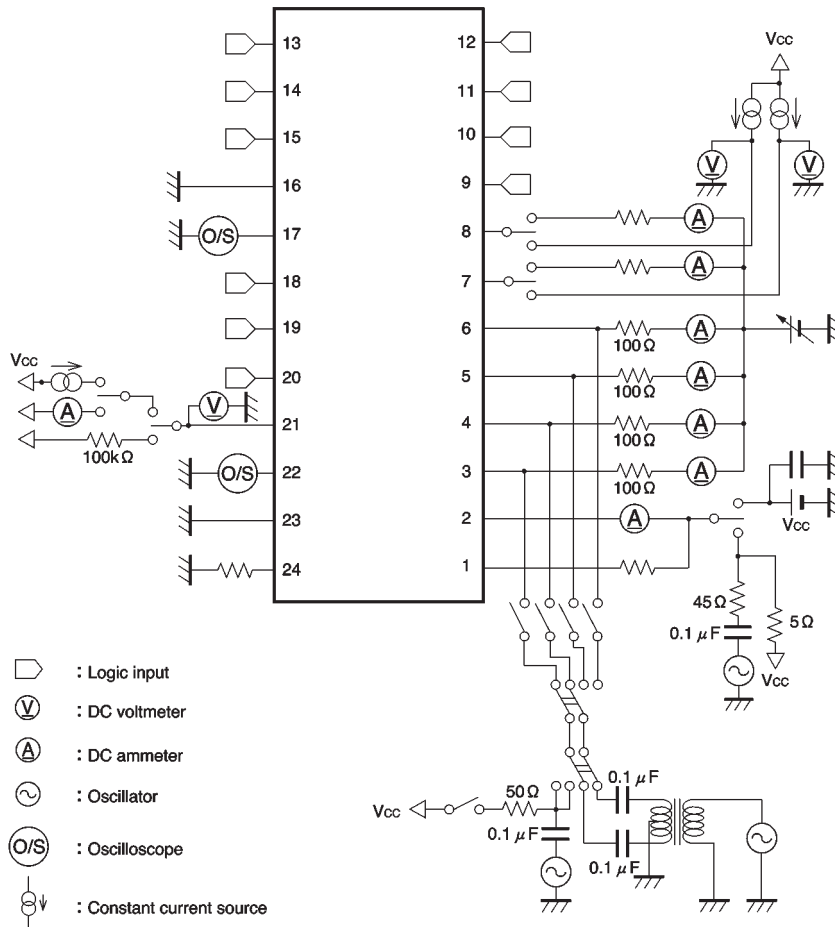 13
12
14
11
15
10
16
9
17
O/S
8
18
7
19
6
100Ω
20
5
100Ω
Vcc
V
A
21
4
100Ω
100kΩ
O/S
22
3
100Ω
23
2
A
24
1
Vcc
V
V
A
A
A
A
A
A
Vcc
45Ω
0.1 μF
5Ω
Vcc
: Logic input
V : DC voltmeter
A : DC ammeter
: Oscillator
O/S : Oscilloscope
: Constant current source
Vcc
50Ω
0.1 μF
0.1 μF
0.1 μF